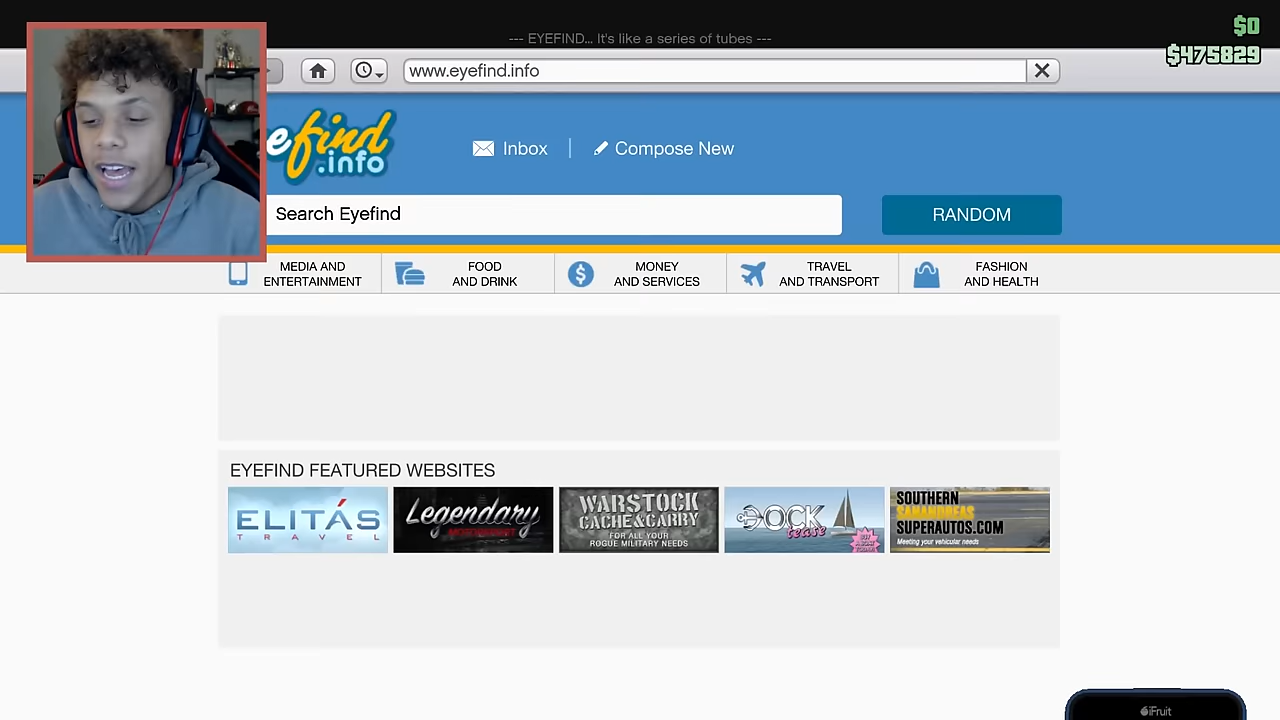 --- EYEFIND... It's like a series of tubes ---
$0
$475829
www.eyefind.info
efind
.info
Inbox
Compose New
Search Eyefind
RANDOM
MEDIA AND
ENTERTAINMENT
FOOD
AND DRINK
MONEY
AND SERVICES
TRAVEL
AND TRANSPORT
FASHION
AND HEALTH
EYEFIND FEATURED WEBSITES
ELITÁS
TRAVEL
Legendary
MOTORSPORT
WARSTOCK
CACHE&CARRY
FOR ALL YOUR
ROGUE MILITARY NEEDS
DOCK
tease
SOUTHERN
SANANDREAS
SUPERAUTOS.COM
Meeting your vehicular needs
iFruit